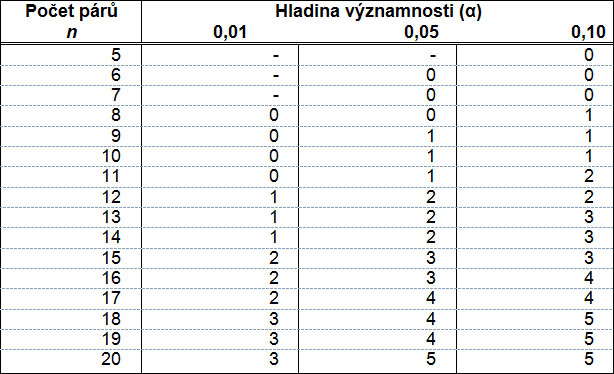 Počet párů Hladina významnosti (α)
n 0,01 0,05 0,10
5 - - 0
6 - 0 0
7 - 0 0
8 0 0 1
9 0 1 1
10 0 1 1
11 0 1 2
12 1 2 2
13 1 2 3
14 1 2 3
15 2 3 3
16 2 3 4
17 2 4 4
18 3 4 5
19 3 4 5
20 3 5 5